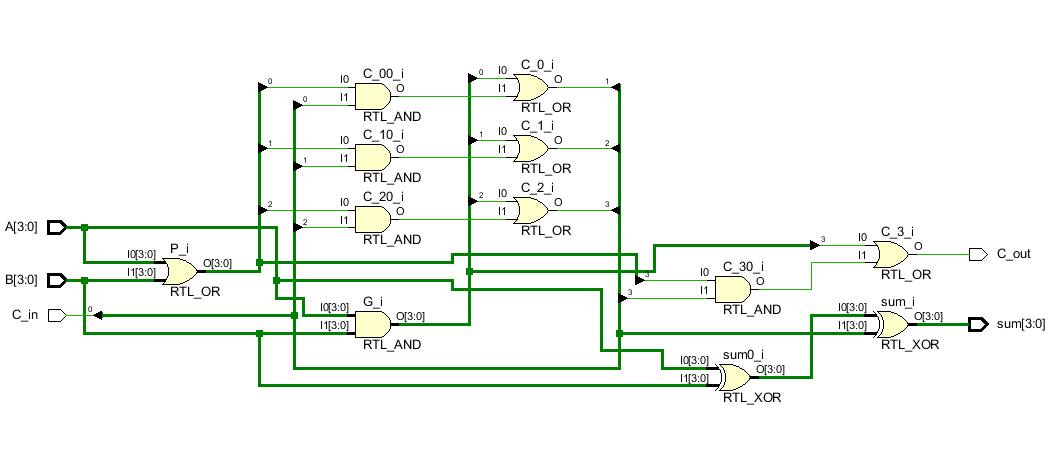 C_0_i
C_00_i
0 I0 0 I0 O 1
O I1
0 I1 RTL_OR
RTL_AND
C_1_i
C_10_i
1 I0 1 I0 O 2
O I1
1 I1 RTL_OR
RTL_AND
C_2_i
C_20_i
2 I0 2 I0 O 3
O I1
2 I1 RTL_OR
A[3:0] RTL_AND C_3_i
P_i 3 I0 O
I0[3:0] O[3:0] C_30_i I1 C_out
B[3:0] I1[3:0] 3 I0 O RTL_OR
RTL_OR 3 I1
G_i RTL_AND sum_i
C_in 0 I0[3:0] O[3:0] I0[3:0] O[3:0]
I1[3:0] I1[3:0] sum[3:0]
RTL_AND sum0_i RTL_XOR
I0[3:0] O[3:0]
I1[3:0]
RTL_XOR